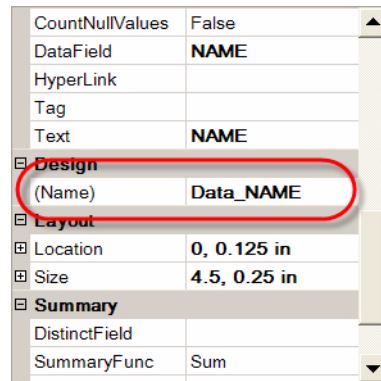 CountNullValues False
DataField NAME
HyperLink
Tag
Text NAME
Design
(Name) Data_NAME
Layout
Location 0, 0.125 in
Size 4.5, 0.25 in
Summary
DistinctField
SummaryFunc Sum